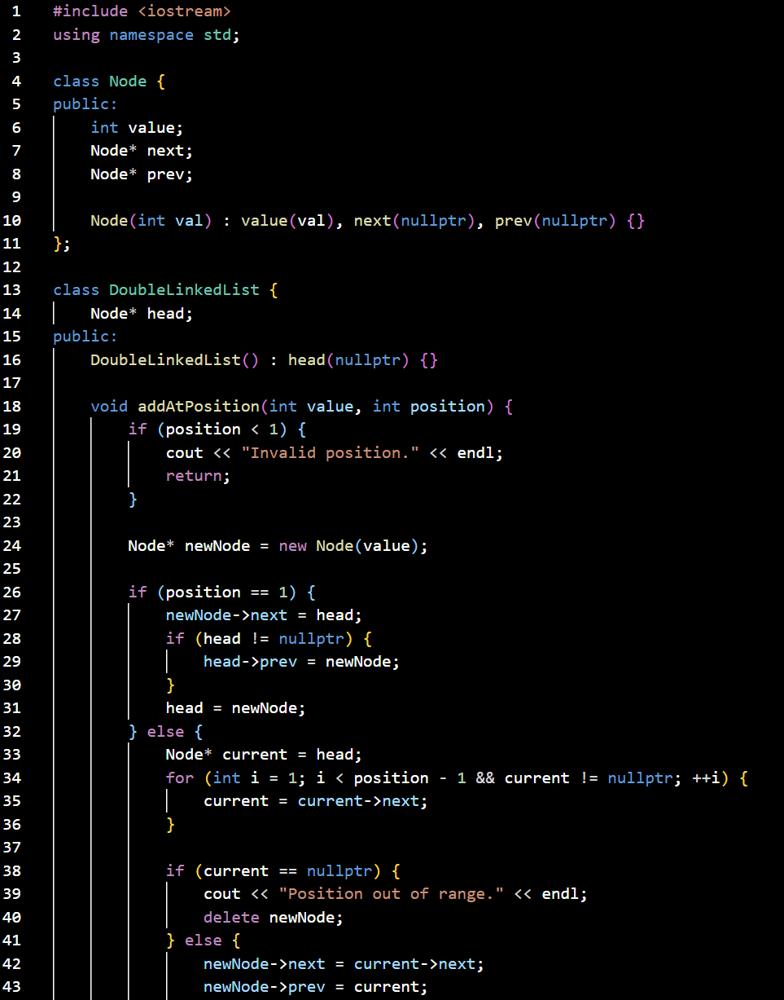 1 #include <iostream>
2 using namespace std;
3
4 class Node {
5 public:
6     int value;
7     Node* next;
8     Node* prev;
9
10     Node(int val) : value(val), next(nullptr), prev(nullptr) {}
11 };
12
13 class DoubleLinkedList {
14     Node* head;
15 public:
16     DoubleLinkedList() : head(nullptr) {}
17
18     void addAtPosition(int value, int position) {
19         if (position < 1) {
20             cout << "Invalid position." << endl;
21             return;
22         }
23
24         Node* newNode = new Node(value);
25
26         if (position == 1) {
27             newNode->next = head;
28             if (head != nullptr) {
29                 head->prev = newNode;
30             }
31             head = newNode;
32         } else {
33             Node* current = head;
34             for (int i = 1; i < position - 1 && current != nullptr; ++i) {
35                 current = current->next;
36             }
37
38             if (current == nullptr) {
39                 cout << "Position out of range." << endl;
40                 delete newNode;
41             } else {
42                 newNode->next = current->next;
43                 newNode->prev = current;